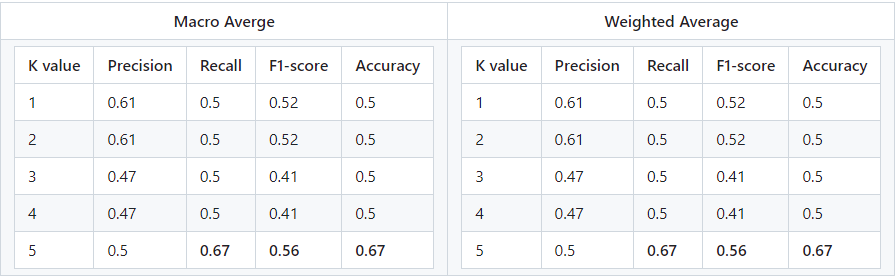 Macro Averge Weighted Average
K value Precision Recall F1-score Accuracy K value Precision Recall F1-score Accuracy
1 0.61 0.5 0.52 0.5 1 0.61 0.5 0.52 0.5
2 0.61 0.5 0.52 0.5 2 0.61 0.5 0.52 0.5
3 0.47 0.5 0.41 0.5 3 0.47 0.5 0.41 0.5
4 0.47 0.5 0.41 0.5 4 0.47 0.5 0.41 0.5
5 0.5 0.67 0.56 0.67 5 0.5 0.67 0.56 0.67